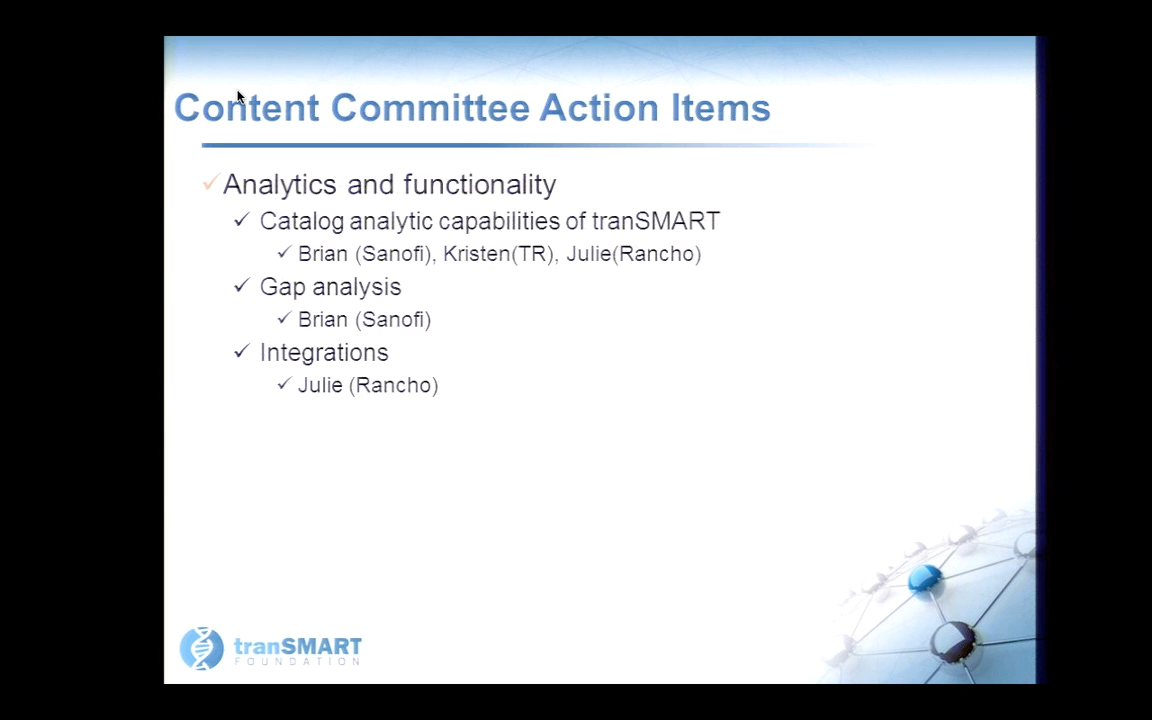 Content Committee Action Items
Analytics and functionality
Catalog analytic capabilities of tranSMART
Brian (Sanofi), Kristen(TR), Julie(Rancho)
Gap analysis
Brian (Sanofi)
Integrations
Julie (Rancho)
tranSMART
FOUNDATION